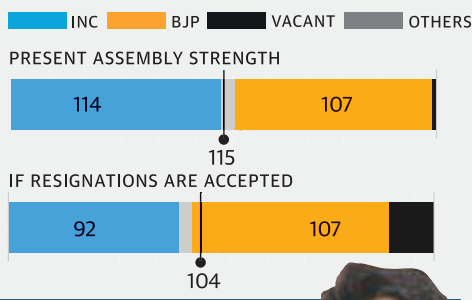 INC BJP VACANT OTHERS
PRESENT ASSEMBLY STRENGTH
114 107
115
IF RESIGNATIONS ARE ACCEPTED
92 107
104